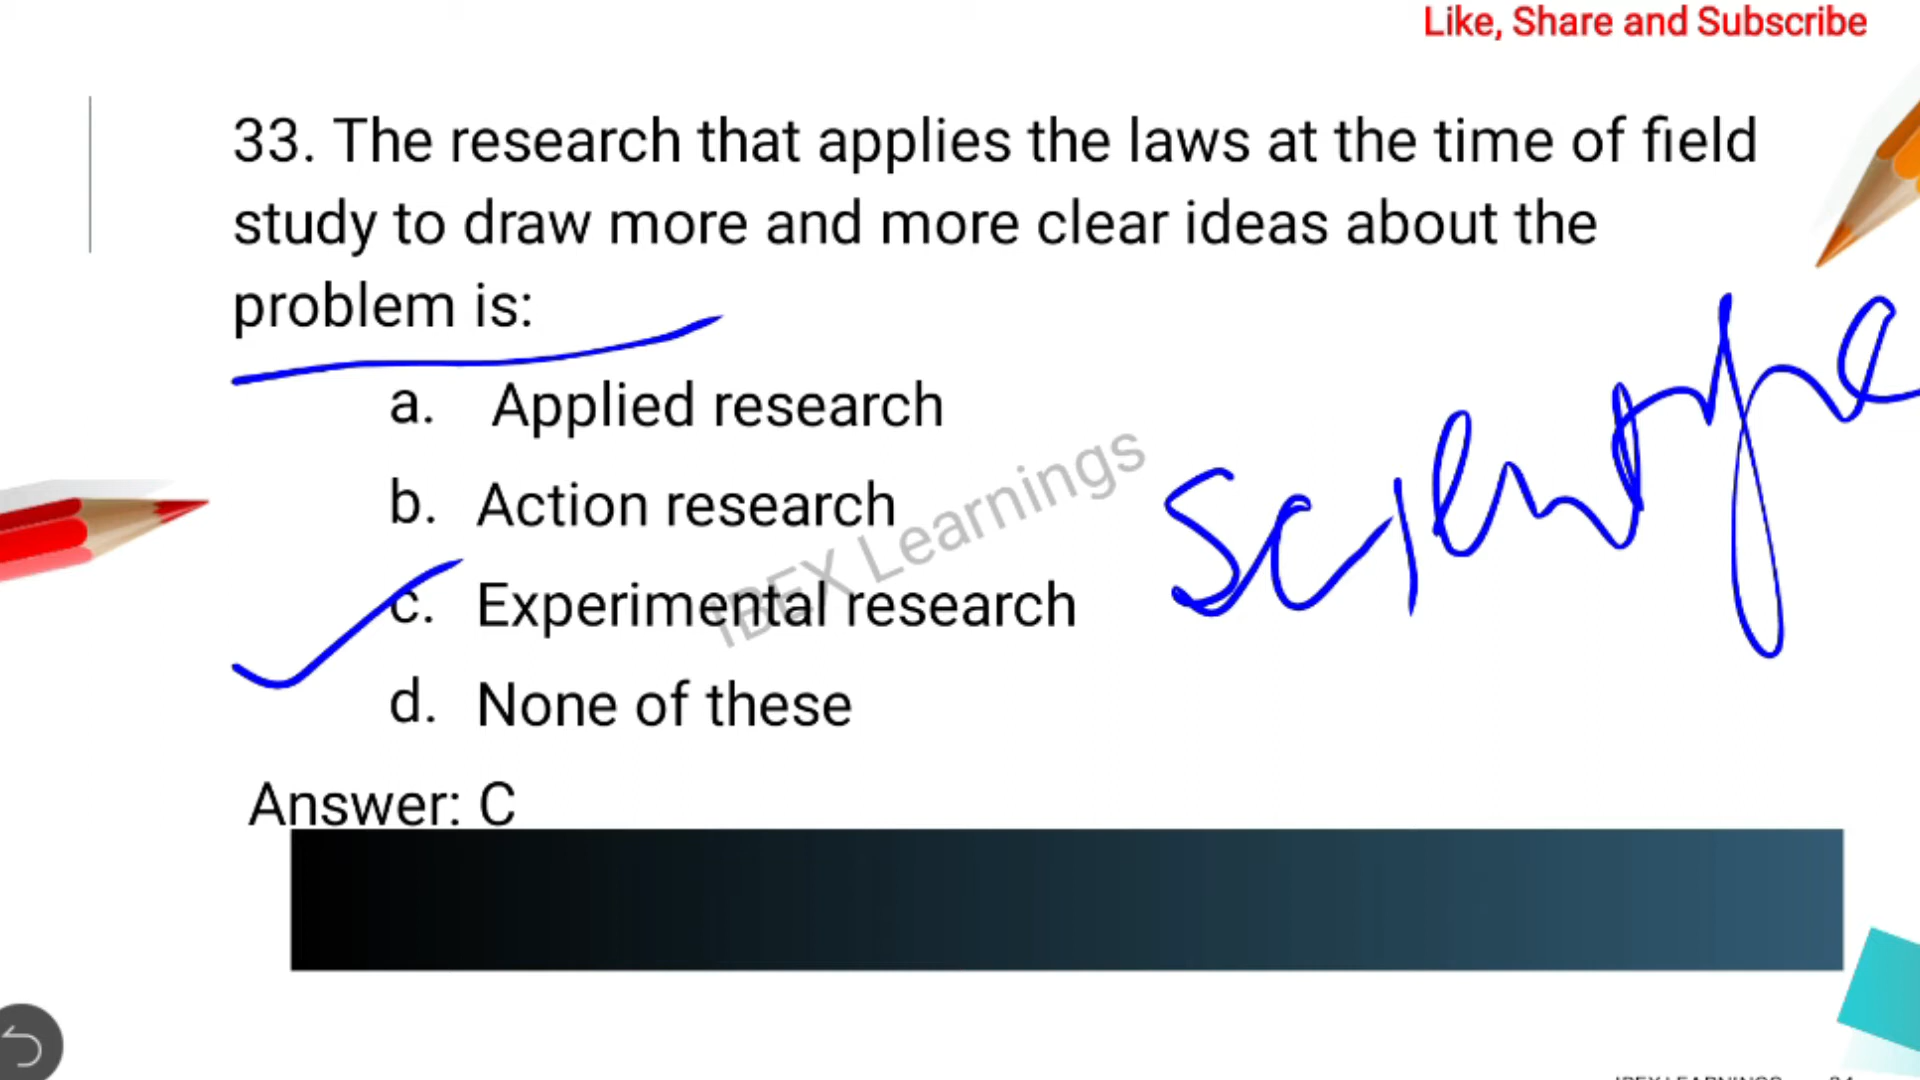 Like, Share and Subscribe
33. The research that applies the laws at the time of field
study to draw more and more clear ideas about the
problem is:
a. Applied research
b. Action research
c. Experimental research
d. None of these
IBEX Learnings
Answer: C